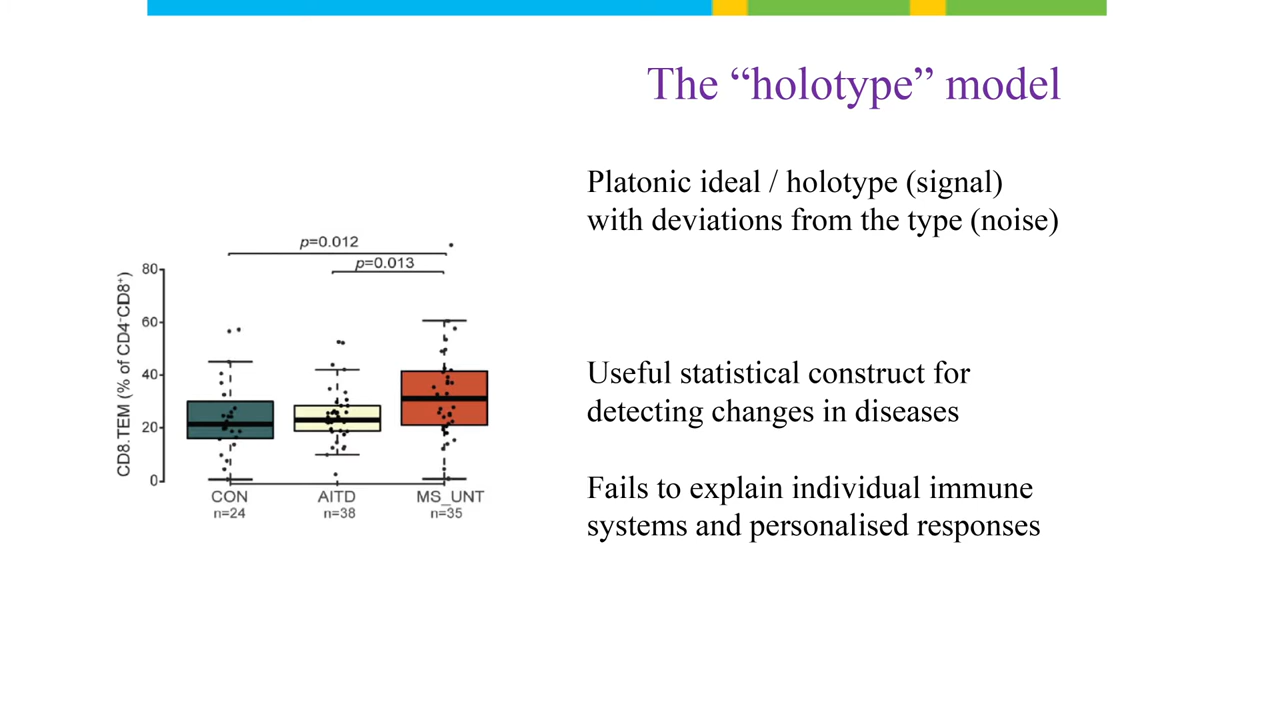 The “holotype” model
Platonic ideal / holotype (signal)
with deviations from the type (noise)
Useful statistical construct for
detecting changes in diseases
Fails to explain individual immune
systems and personalised responses
p=0.012
p=0.013
CD8.TEM (% of CD4⁻CD8⁺)
80
60
40
20
0
CON
n=24
AITD
n=38
MS_UNT
n=35